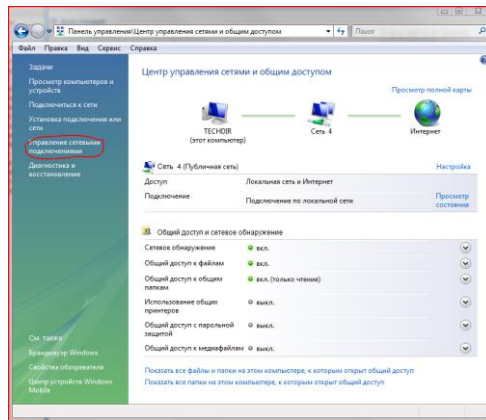 Панель управления\Центр управления сетями и общим доступом
Поиск
Файл Правка Вид Сервис Справка
Задачи
Просмотр компьютеров и устройств
Подключиться к сети
Установка подключения или сети
Управление сетевыми подключениями
Диагностика и восстановление
См. также
Брандмауэр Windows
Свойства обозревателя
Центр устройств Windows Mobile
Центр управления сетями и общим доступом
Просмотр полной карты
TECHDIR
(этот компьютер)
Сеть 4
Интернет
Сеть 4 (Публичная сеть)
Настройка
Доступ
Локальная сеть и Интернет
Подключение
Подключение по локальной сети
Просмотр состояния
Общий доступ и сетевое обнаружение
Сетевое обнаружение
вкл.
Общий доступ к файлам
вкл.
Общий доступ к общим папкам
вкл. (только чтение)
Использование общих принтеров
выкл.
Общий доступ с парольной защитой
выкл.
Общий доступ к медиафайлам
выкл.
Показать все файлы и папки на этом компьютере, к которым открыт общий доступ
Показать все общие папки на этом компьютере, к которым открыт общий доступ